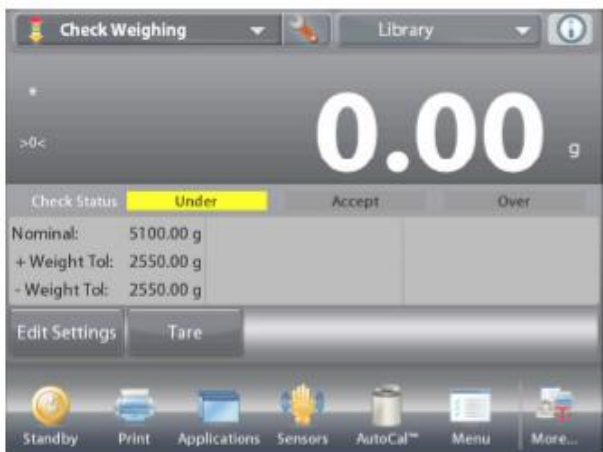 Check Weighing Library
*
0.00 g
>0<
Check Status Under Accept Over
Nominal: 5100.00 g
+ Weight Tol: 2550.00 g
- Weight Tol: 2550.00 g
Edit Settings Tare
Standby Print Applications Sensors AutoCal™ Menu More...